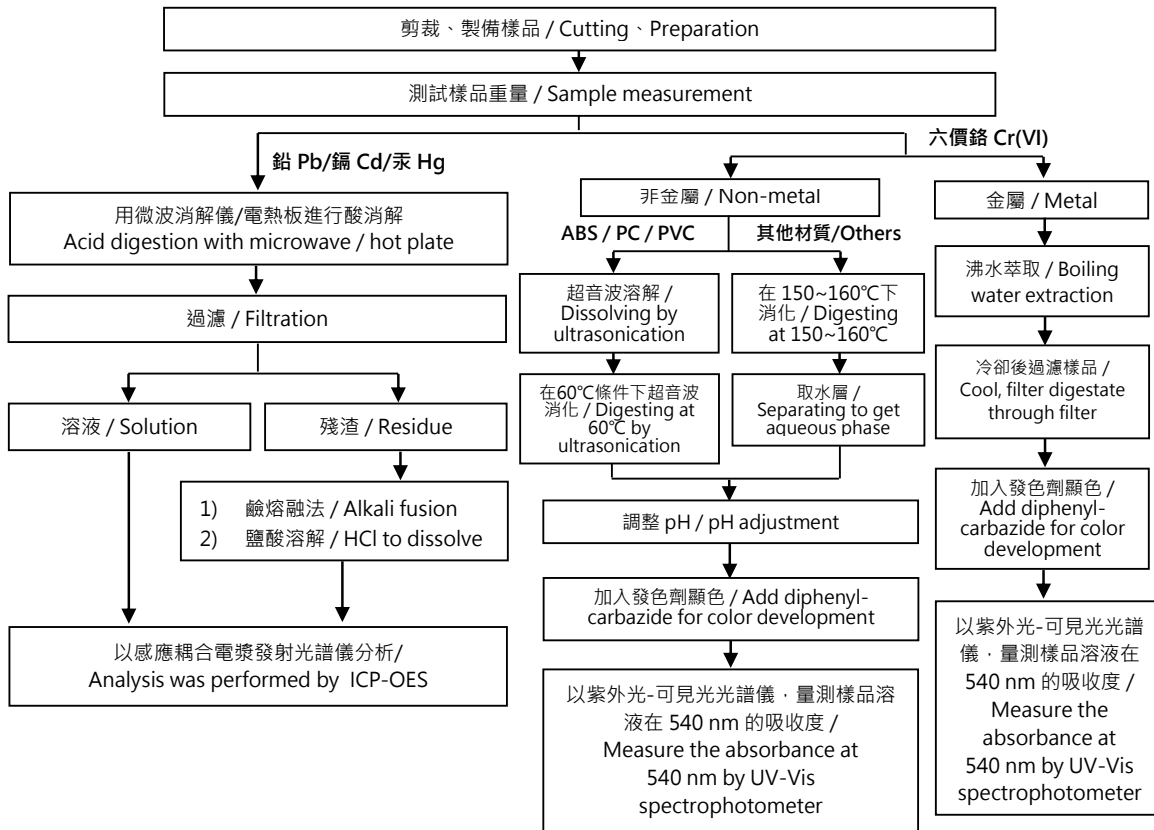 剪裁、製備樣品 / Cutting、Preparation
測試樣品重量 / Sample measurement
鉛 Pb/鎘 Cd/汞 Hg
六價鉻 Cr(VI)
用微波消解儀/電熱板進行酸消解
Acid digestion with microwave / hot plate
過濾 / Filtration
溶液 / Solution
殘渣 / Residue
1) 鹼熔融法 / Alkali fusion
2) 鹽酸溶解 / HCl to dissolve
以感應耦合電漿發射光譜儀分析/
Analysis was performed by ICP-OES
非金屬 / Non-metal
ABS / PC / PVC
其他材質/Others
超音波溶解 /
Dissolving by
ultrasonication
在60℃條件下超音波
消化 / Digesting at
60℃ by
ultrasonication
在 150~160℃下
消化 / Digesting
at 150~160℃
取水層 /
Separating to get
aqueous phase
調整 pH / pH adjustment
加入發色劑顯色 / Add diphenyl-
carbazide for color development
以紫外光-可見光光譜儀，量測樣品溶
液在 540 nm 的吸收度 /
Measure the absorbance at
540 nm by UV-Vis
spectrophotometer
金屬 / Metal
沸水萃取 / Boiling
water extraction
冷卻後過濾樣品 /
Cool, filter digestate
through filter
加入發色劑顯色 /
Add diphenyl-
carbazide for color
development
以紫外光-可見光光譜
儀，量測樣品溶液在
540 nm 的吸收度 /
Measure the
absorbance at
540 nm by UV-Vis
spectrophotometer